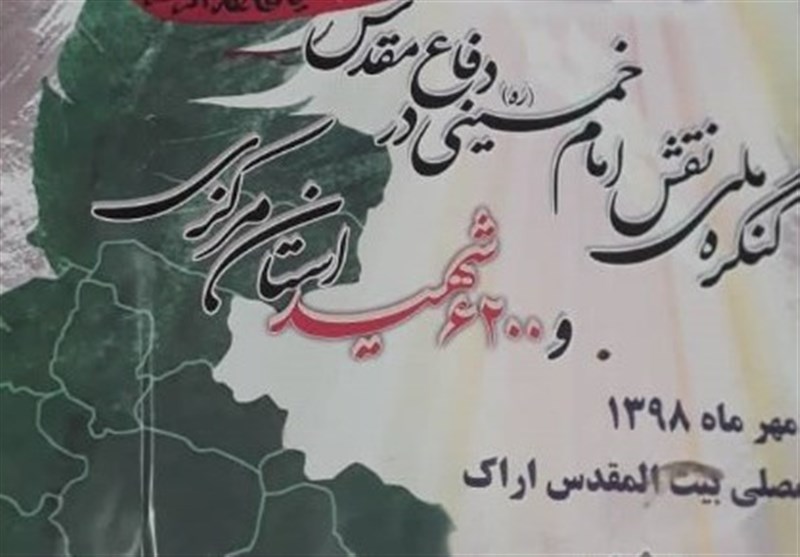 کنگره ملی نقش امام خمینی (ره) در دفاع مقدس
و ۶۲۰۰ شهید استان مرکزی
مهر ماه ۱۳۹۸
مصلی بیت المقدس اراک